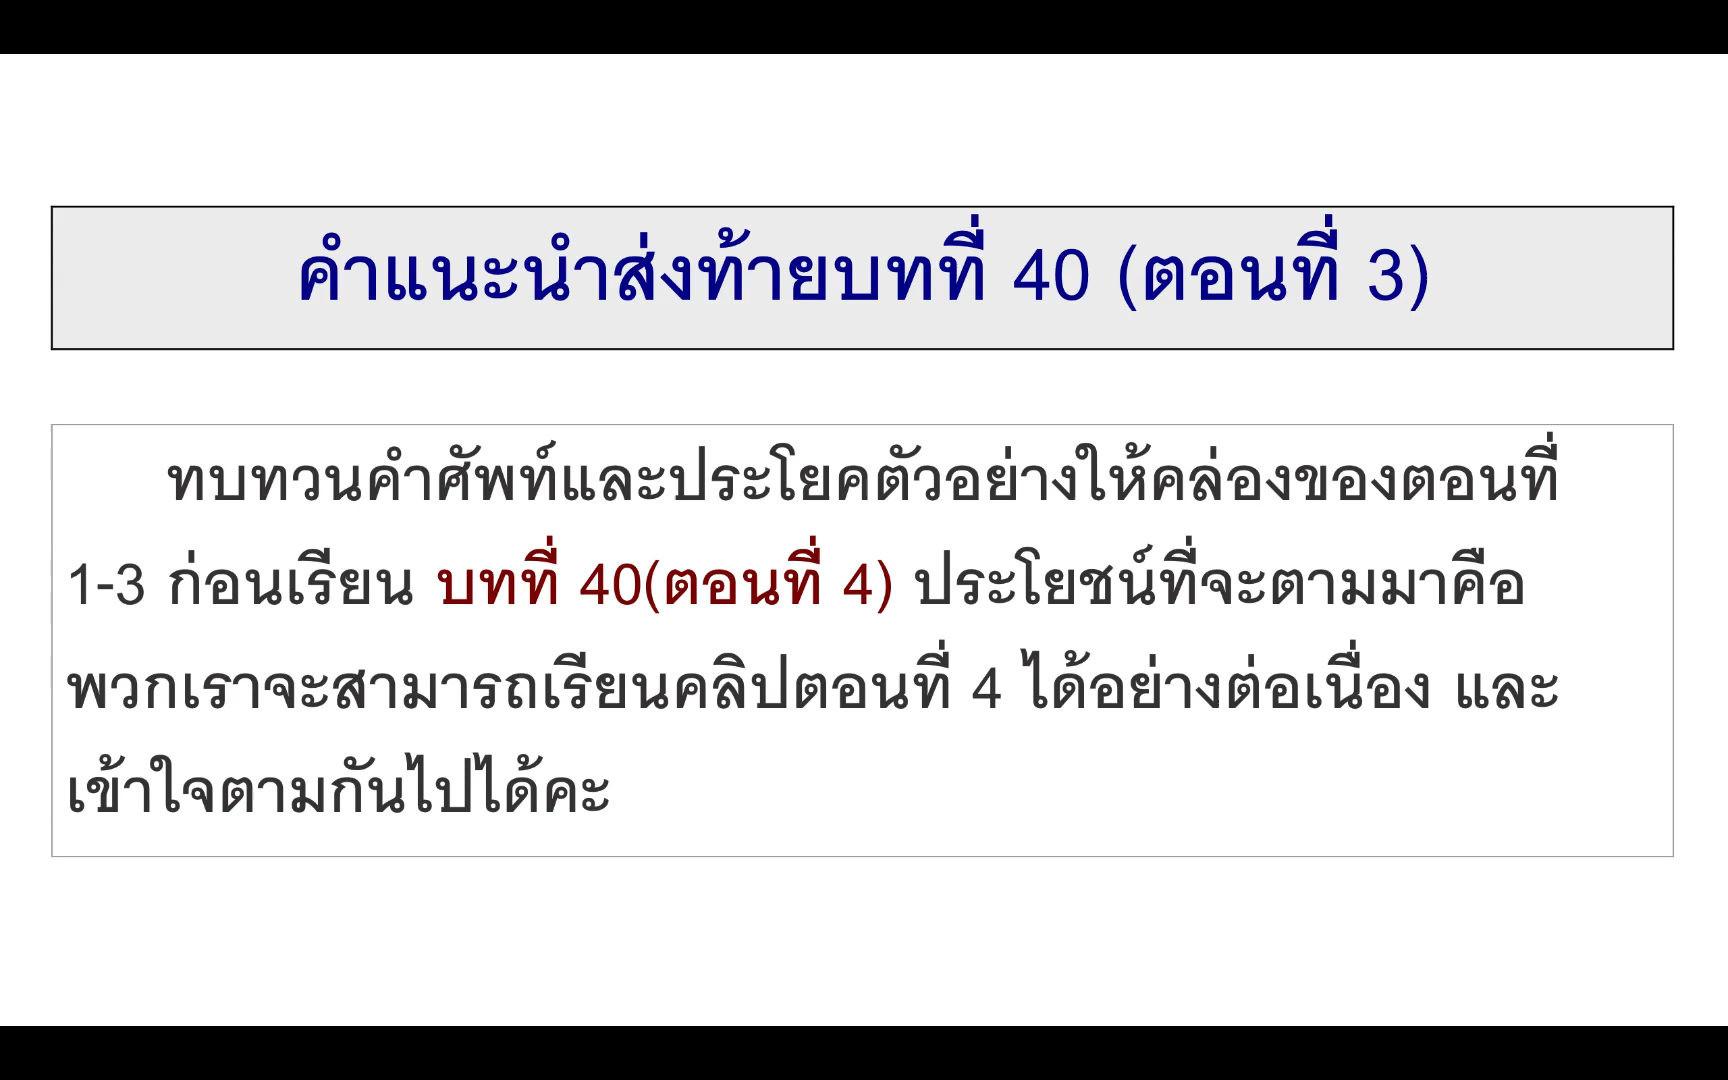 คำแนะนำส่งท้ายบทที่ 40 (ตอนที่ 3)
ทบทวนคำศัพท์และประโยคตัวอย่างให้คล่องของตอนที่
1-3 ก่อนเรียน บทที่ 40(ตอนที่ 4) ประโยชน์ที่จะตามมาคือ
พวกเราจะสามารถเรียนคลิปตอนที่ 4 ได้อย่างต่อเนื่อง และ
เข้าใจตามกันไปได้คะ